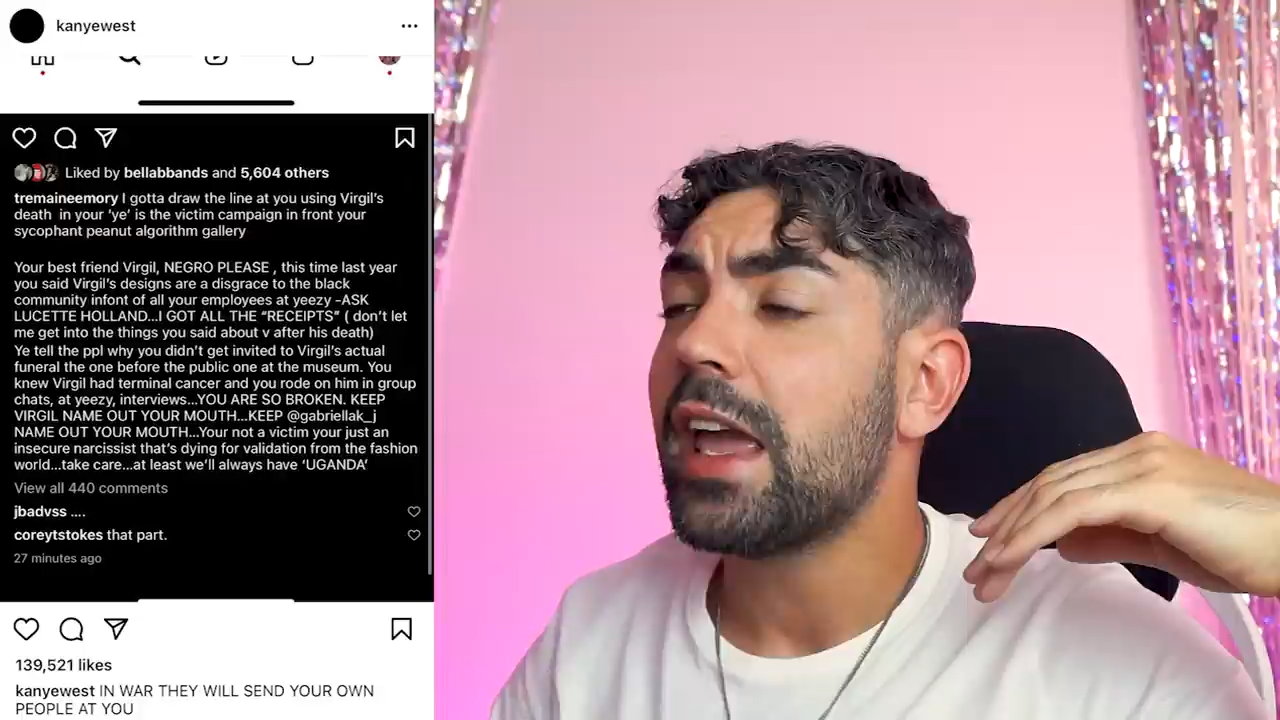 kanyewest
Liked by bellabbands and 5,604 others
tremaineemory I gotta draw the line at you using Virgil's
death in your 'ye' is the victim campaign in front your
sycophant peanut algorithm gallery
Your best friend Virgil, NEGRO PLEASE , this time last year
you said Virgil's designs are a disgrace to the black
community infont of all your employees at yeezy -ASK
LUCETTE HOLLAND...I GOT ALL THE “RECEIPTS” ( don't let
me get into the things you said about v after his death)
Ye tell the ppl why you didn't get invited to Virgil's actual
funeral the one before the public one at the museum. You
knew Virgil had terminal cancer and you rode on him in group
chats, at yeezy, interviews...YOU ARE SO BROKEN. KEEP
VIRGIL NAME OUT YOUR MOUTH...KEEP @gabriellak_j
NAME OUT YOUR MOUTH...Your not a victim your just an
insecure narcissist that's dying for validation from the fashion
world...take care...at least we'll always have 'UGANDA'
View all 440 comments
jbadvss ....
coreytstokes that part.
27 minutes ago
139,521 likes
kanyewest IN WAR THEY WILL SEND YOUR OWN
PEOPLE AT YOU